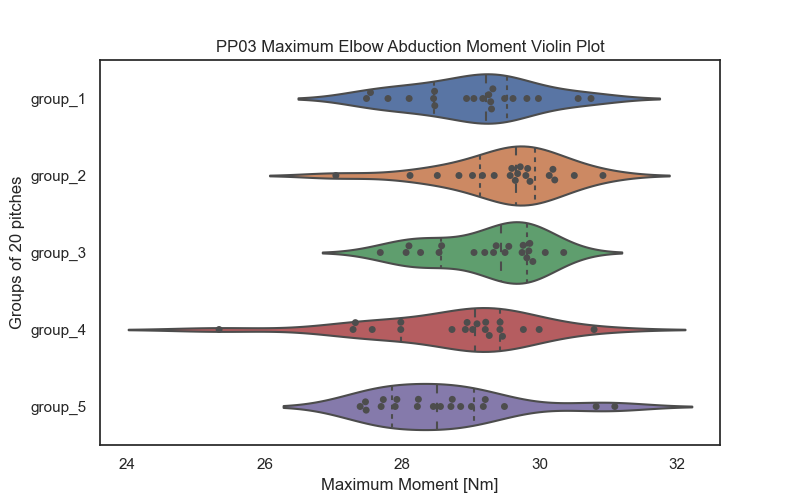 PP03 Maximum Elbow Abduction Moment Violin Plot
group_1
group_2
group_3
group_4
group_5
Groups of 20 pitches
24 26 28 30 32
Maximum Moment [Nm]